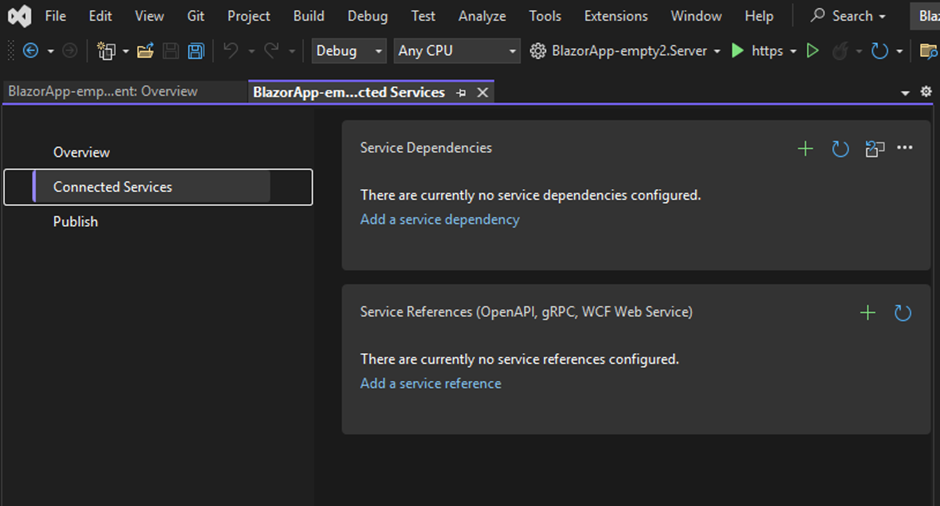 File Edit View Git Project Build Debug Test Analyze Tools Extensions Window Help Search Bla
Debug Any CPU BlazorApp-empty2.Server https
BlazorApp-emp...ent: Overview BlazorApp-em...cted Services
Overview
Connected Services
Publish
Service Dependencies
There are currently no service dependencies configured.
Add a service dependency
Service References (OpenAPI, gRPC, WCF Web Service)
There are currently no service references configured.
Add a service reference